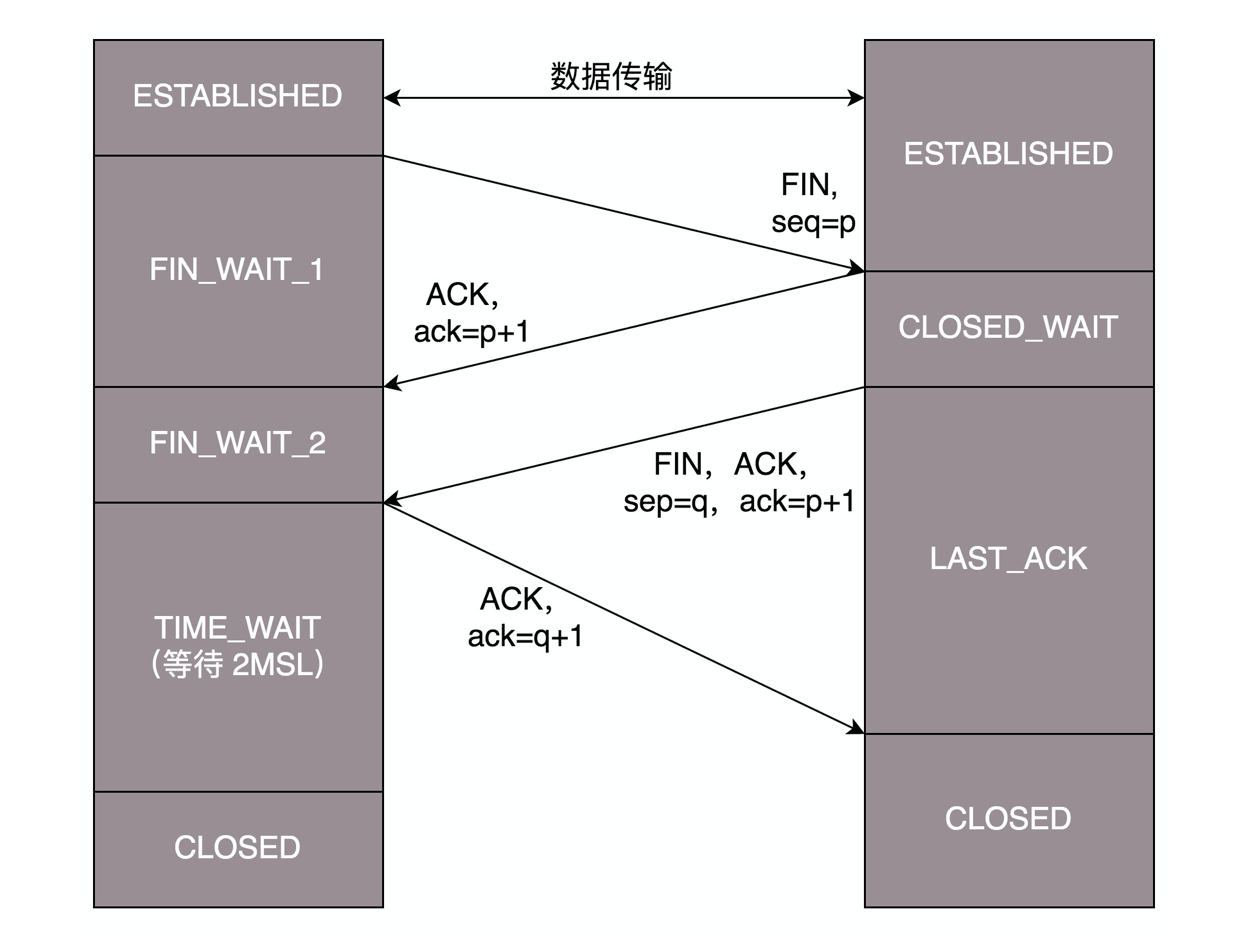 数据传输
ESTABLISHED
ESTABLISHED
FIN,
seq=p
FIN_WAIT_1
ACK,
ack=p+1
CLOSED_WAIT
FIN_WAIT_2
FIN, ACK,
sep=q, ack=p+1
LAST_ACK
ACK,
ack=q+1
TIME_WAIT
(等待 2MSL)
CLOSED
CLOSED